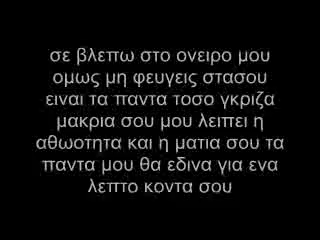 σε βλεπω στο ονειρο μου
ομως μη φευγεις στασου
ειναι τα παντα τοσο γκριζα
μακρια σου μου λειπει η
αθωοτητα και η ματια σου τα
παντα μου θα εδινα για ενα
λεπτο κοντα σου